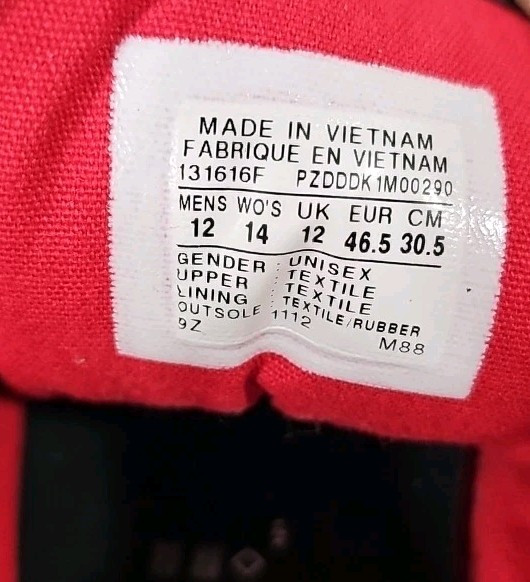 MADE IN VIETNAM
FABRIQUE EN VIETNAM
131616F PZDDDK1M00290
MENS WO'S UK EUR CM
12 14 12 46.5 30.5
GENDER : UNISEX
UPPER : TEXTILE
LINING : TEXTILE
OUTSOLE : TEXTILE/RUBBER
9Z 1112 M88